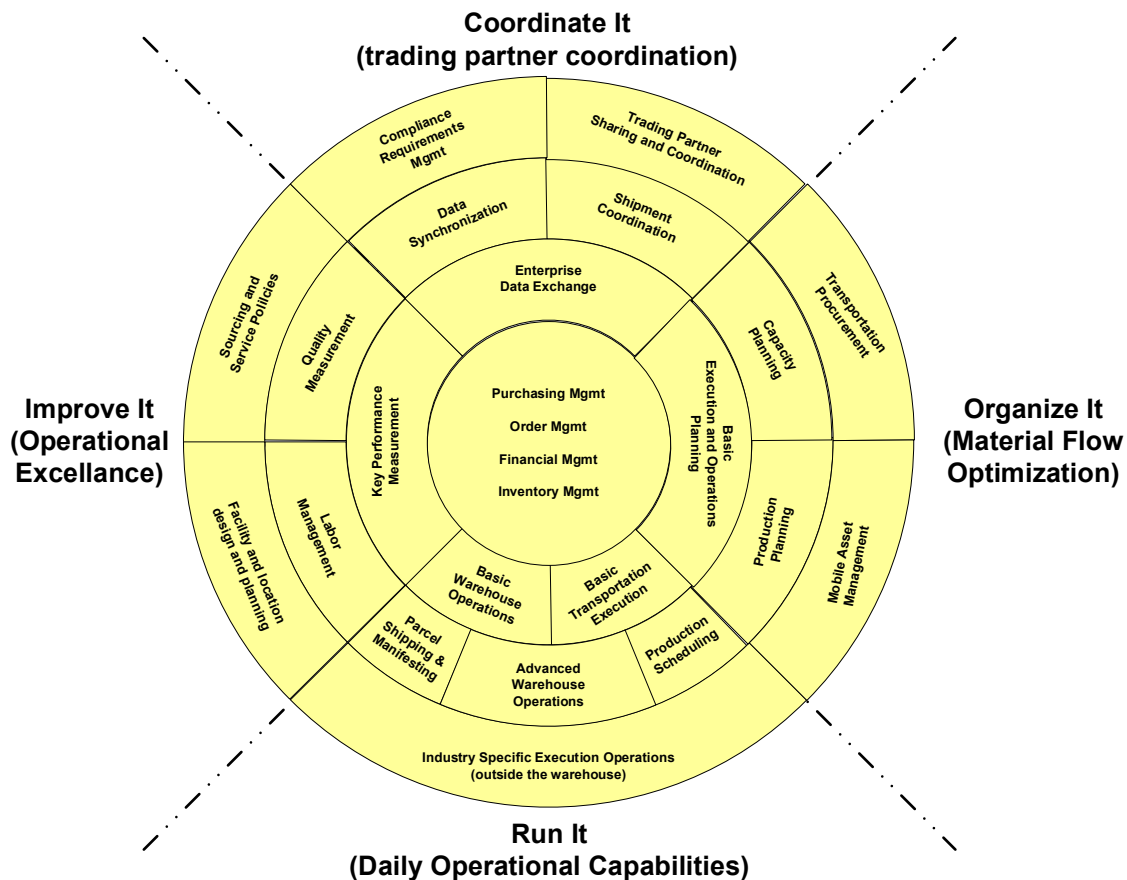 Coordinate It
(trading partner coordination)
Compliance
Requirements
Mgmt
Trading Partner
Sharing and Coordination
Data
Synchronization
Shipment
Coordination
Enterprise
Data Exchange
Sourcing and
Service Polilcies
Quality
Measurement
Key Performance
Measurement
Purchasing Mgmt
Order Mgmt
Financial Mgmt
Inventory Mgmt
Basic
Execution and Operations
Planning
Capacity
Planning
Transportation
Procurement
Improve It
(Operational
Excellance)
Organize It
(Material Flow
Optimization)
Facility and location
design and planning
Labor
Management
Production
Planning
Mobile Asset
Management
Basic
Warehouse
Operations
Basic
Transportation
Execution
Parcel
Shipping &
Manifesting
Advanced
Warehouse
Operations
Production
Scheduling
Industry Specific Execution Operations
(outside the warehouse)
Run It
(Daily Operational Capabilities)